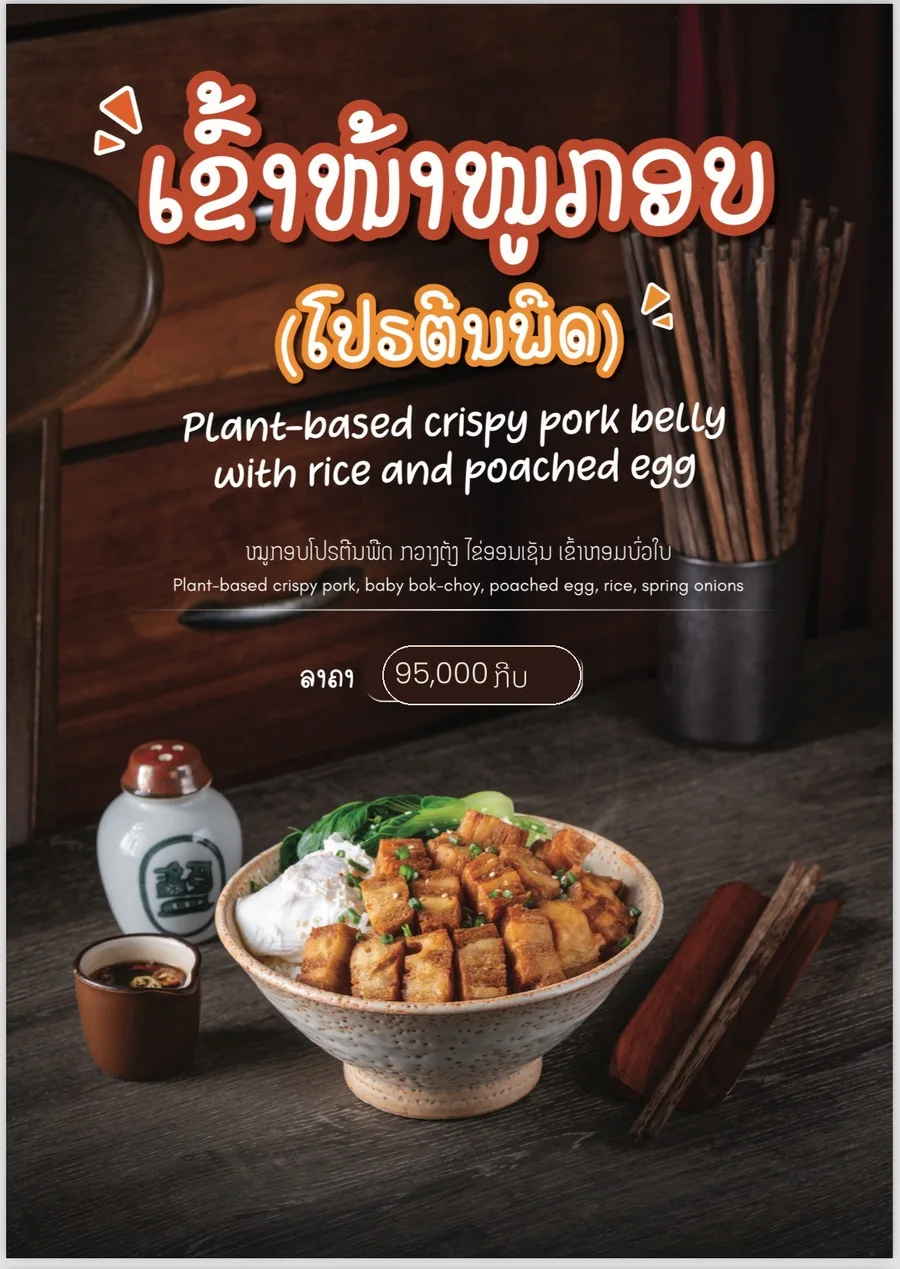 ເຂົ້າໜ້າໝູກອບ
(ໂປຣຕີນພືດ)
Plant-based crispy pork belly
with rice and poached egg
ໝູກອບໂປຣຕີນພືດ ກວາງຕຸ້ງ ໄຂ່ອອນເຊັນ ເຂົ້າຫອມບົ່ວໃບ
Plant-based crispy pork, baby bok-choy, poached egg, rice, spring onions
ລາຄາ 95,000 ກີບ